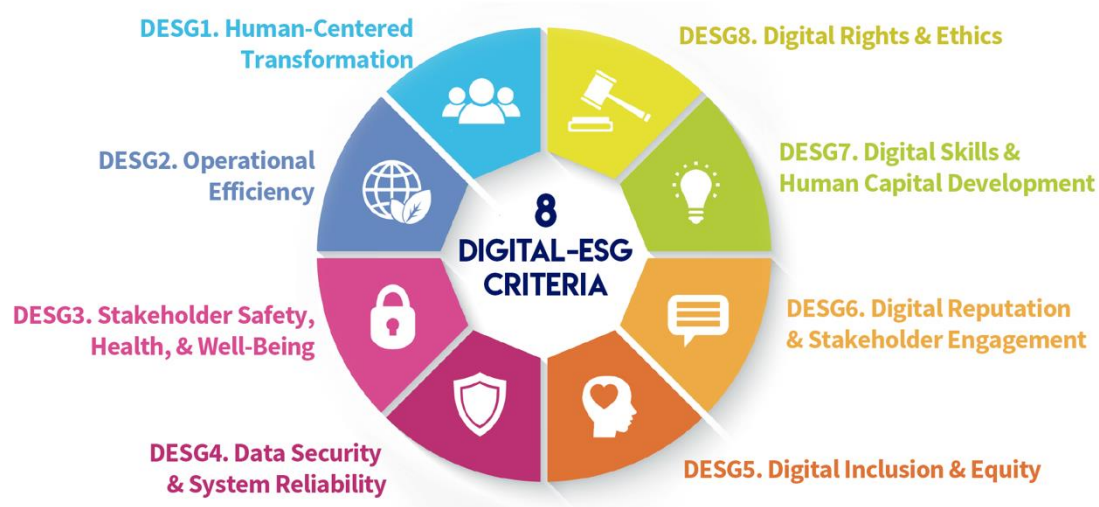 DESG1. Human-Centered
Transformation
DESG8. Digital Rights & Ethics
DESG2. Operational
Efficiency
DESG7. Digital Skills &
Human Capital Development
8
DIGITAL-ESG
CRITERIA
DESG3. Stakeholder Safety,
Health, & Well-Being
DESG6. Digital Reputation
& Stakeholder Engagement
DESG4. Data Security
& System Reliability
DESG5. Digital Inclusion & Equity